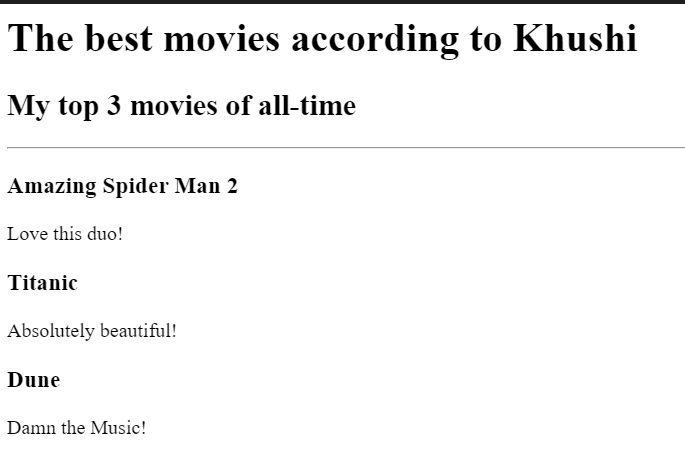 The best movies according to Khushi
My top 3 movies of all-time
Amazing Spider Man 2
Love this duo!
Titanic
Absolutely beautiful!
Dune
Damn the Music!